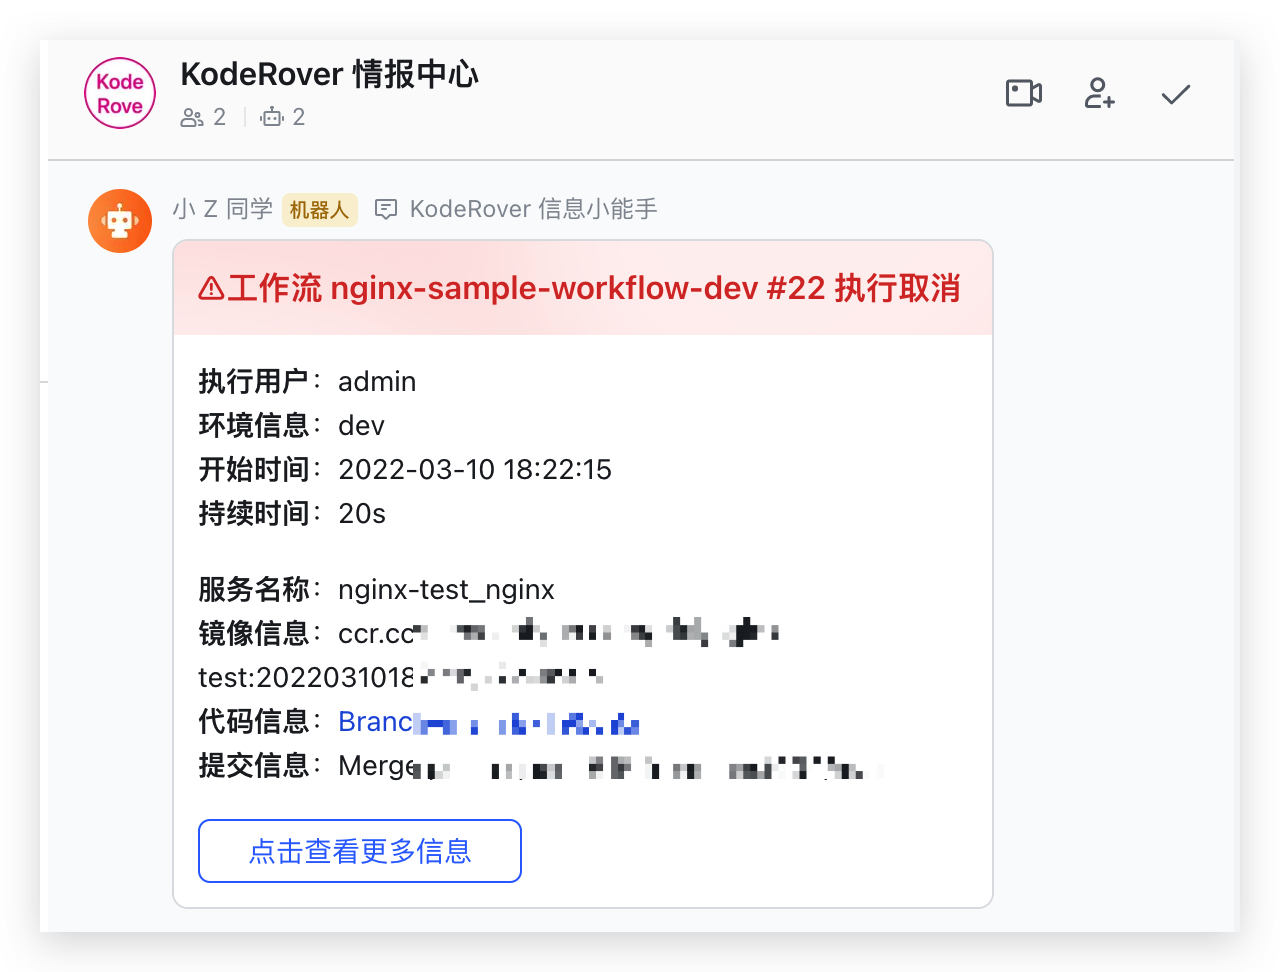 Kode
Rove
KodeRover 情报中心
2
2
小 Z 同学 机器人 KodeRover 信息小能手
工作流 nginx-sample-workflow-dev #22 执行取消
执行用户：admin
环境信息：dev
开始时间：2022-03-10 18:22:15
持续时间：20s
服务名称：nginx-test_nginx
镜像信息：ccr.cc
test:2022031018
代码信息：Branc
提交信息：Merge
点击查看更多信息